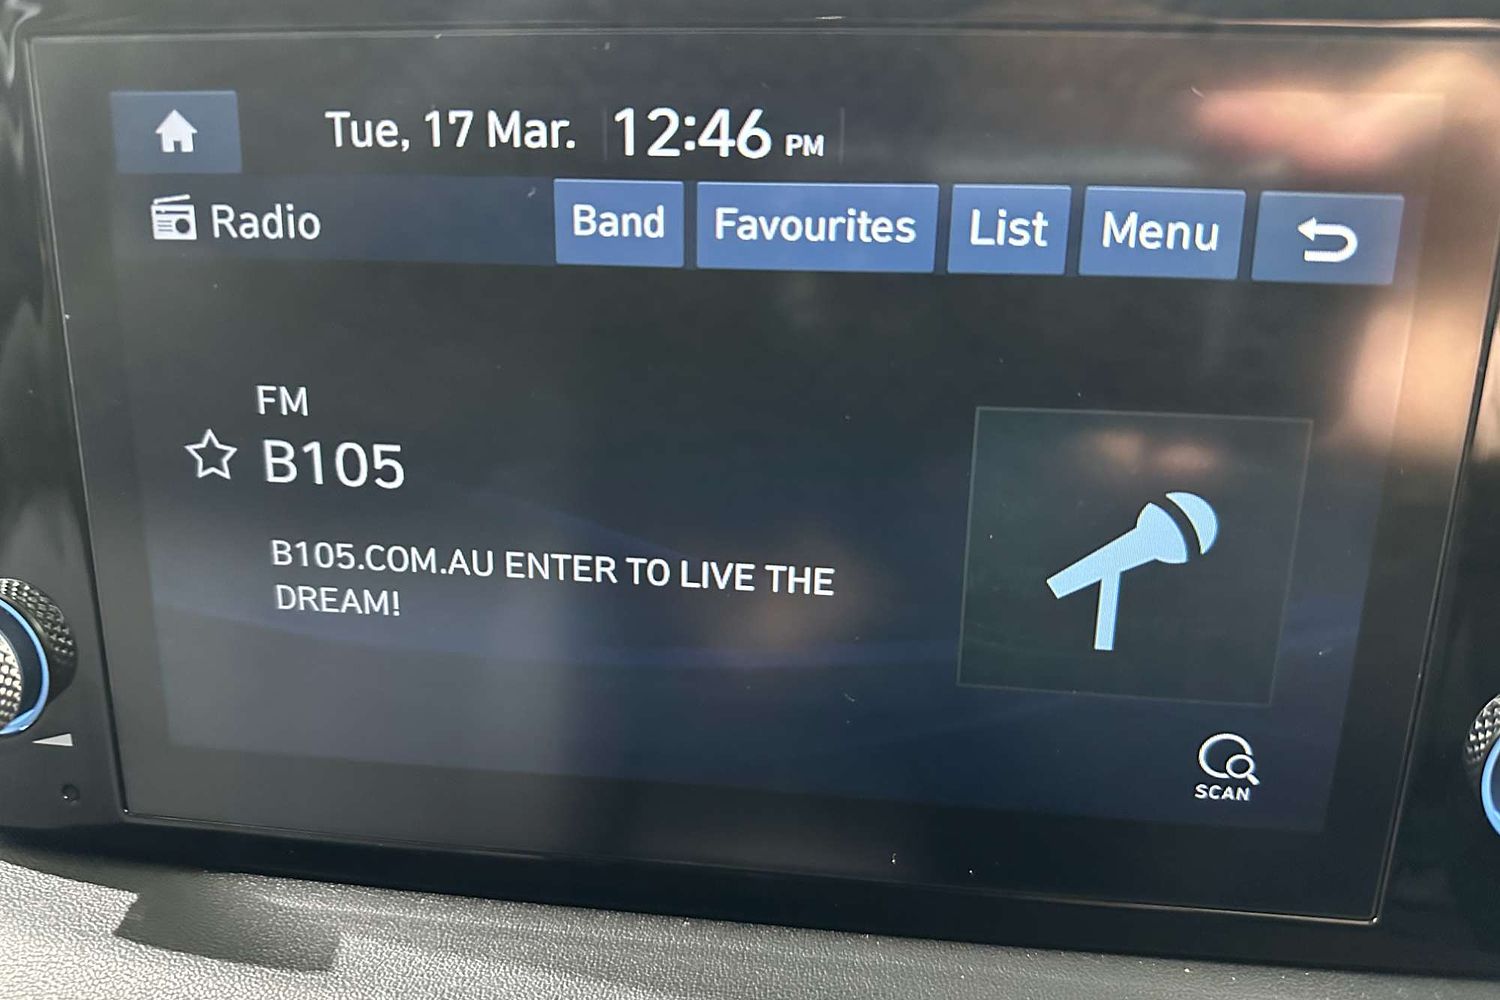 Tue, 17 Mar. 12:46 PM
Radio Band Favourites List Menu
FM
B105
B105.COM.AU ENTER TO LIVE THE
DREAM!
SCAN